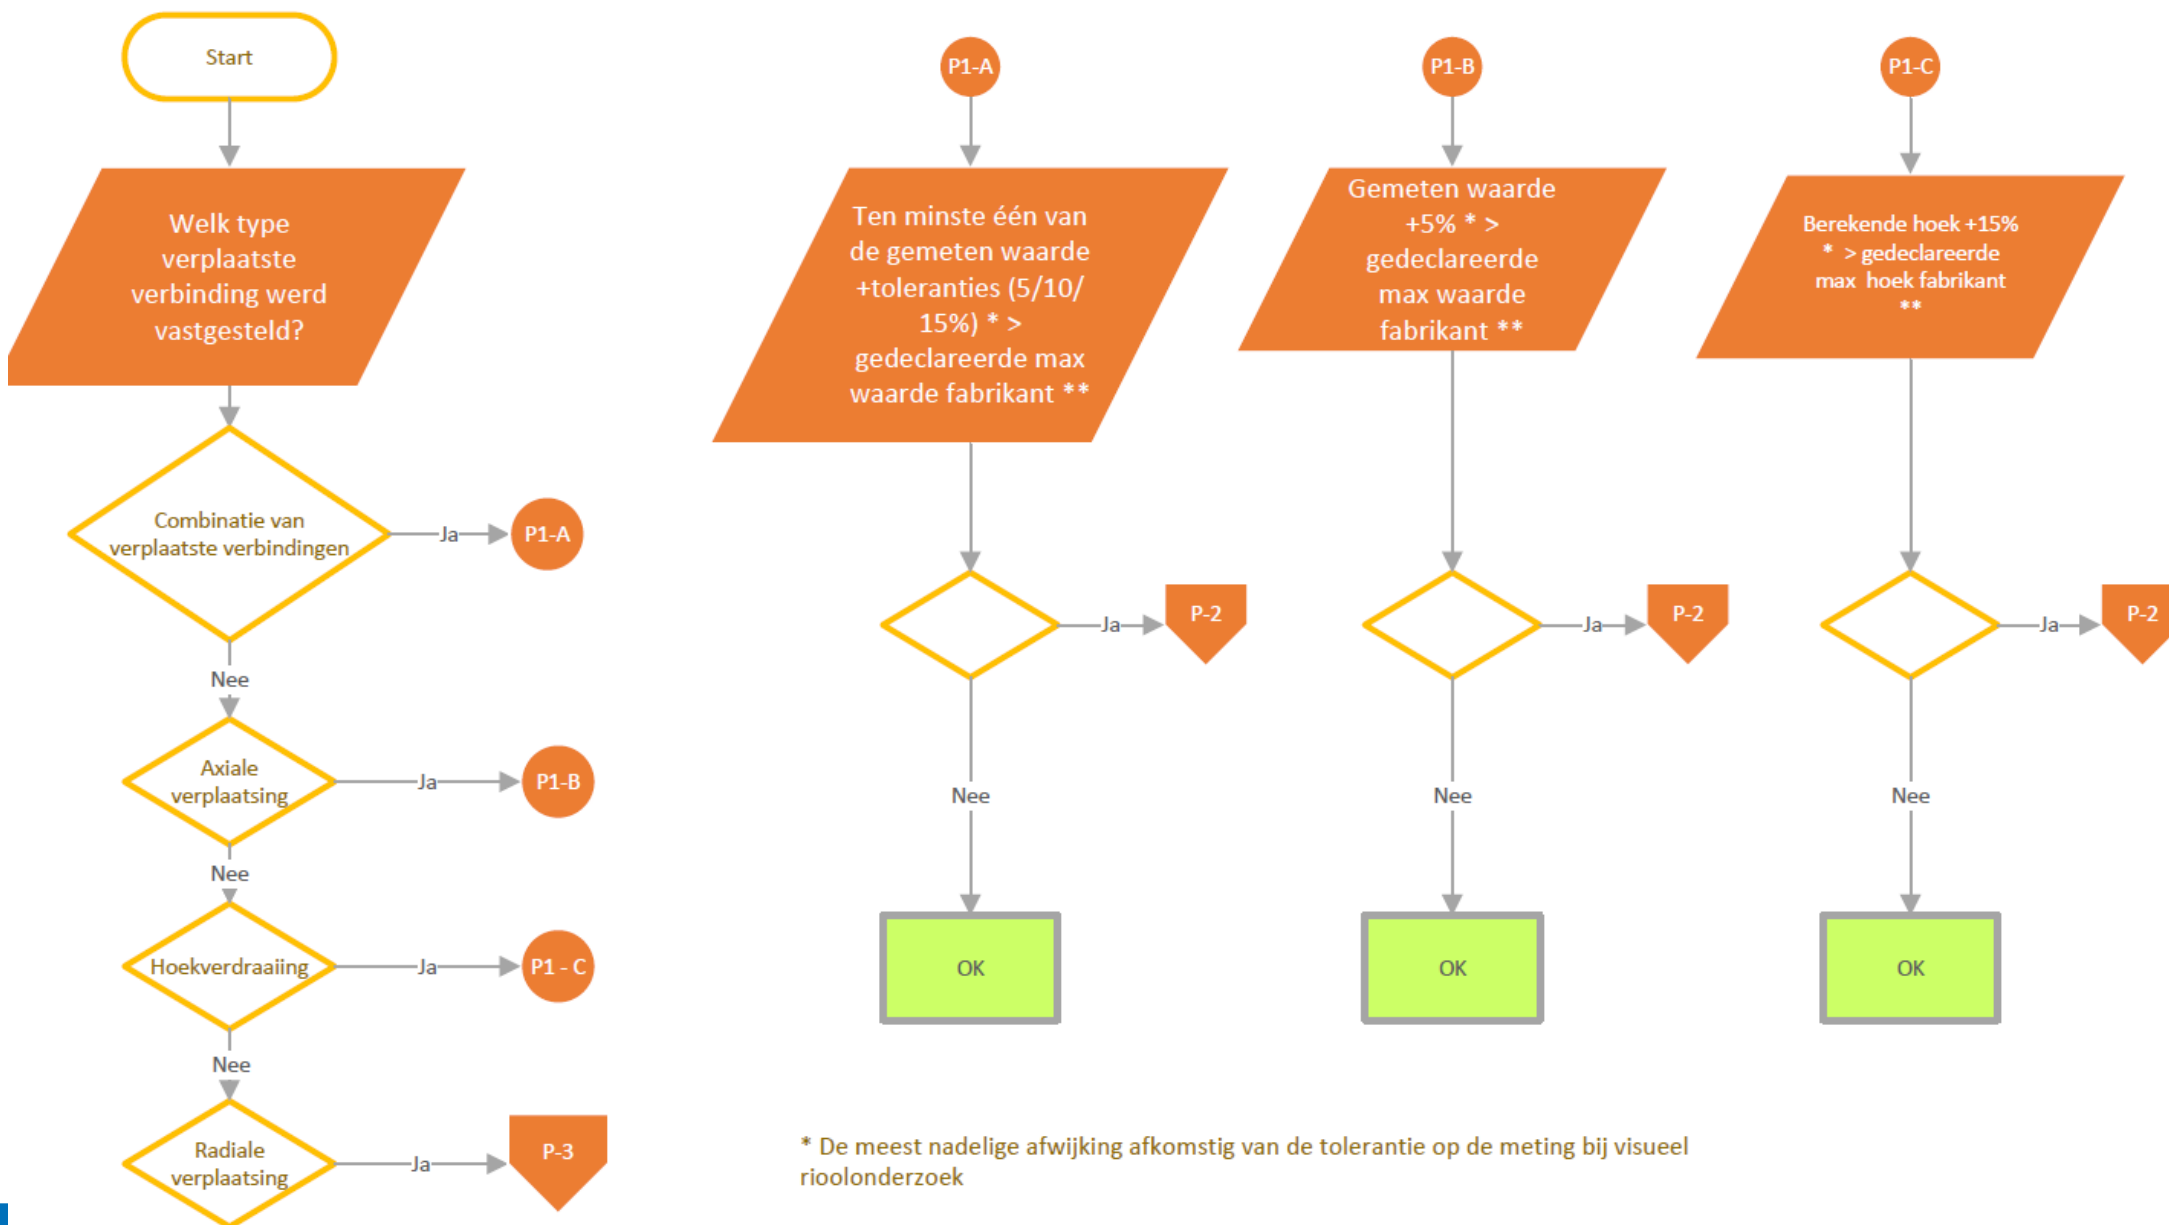 Start
Welk type
verplaatste
verbinding werd
vastgesteld?
Combinatie van
verplaatste verbindingen
Ja
P1-A
Nee
Axiale
verplaatsing
Ja
P1-B
Nee
Hoekverdraaiing
Ja
P1 - C
Nee
Radiale
verplaatsing
Ja
P-3
P1-A
Ten minste één van
de gemeten waarde
+toleranties (5/10/
15%) * >
gedeclareerde max
waarde fabrikant **
Ja
P-2
Nee
OK
P1-B
Gemeten waarde
+5% * >
gedeclareerde
max waarde
fabrikant **
Ja
P-2
Nee
OK
P1-C
Berekende hoek +15%
* > gedeclareerde
max hoek fabrikant
**
Ja
P-2
Nee
OK
* De meest nadelige afwijking afkomstig van de tolerantie op de meting bij visueel
rioolonderzoek